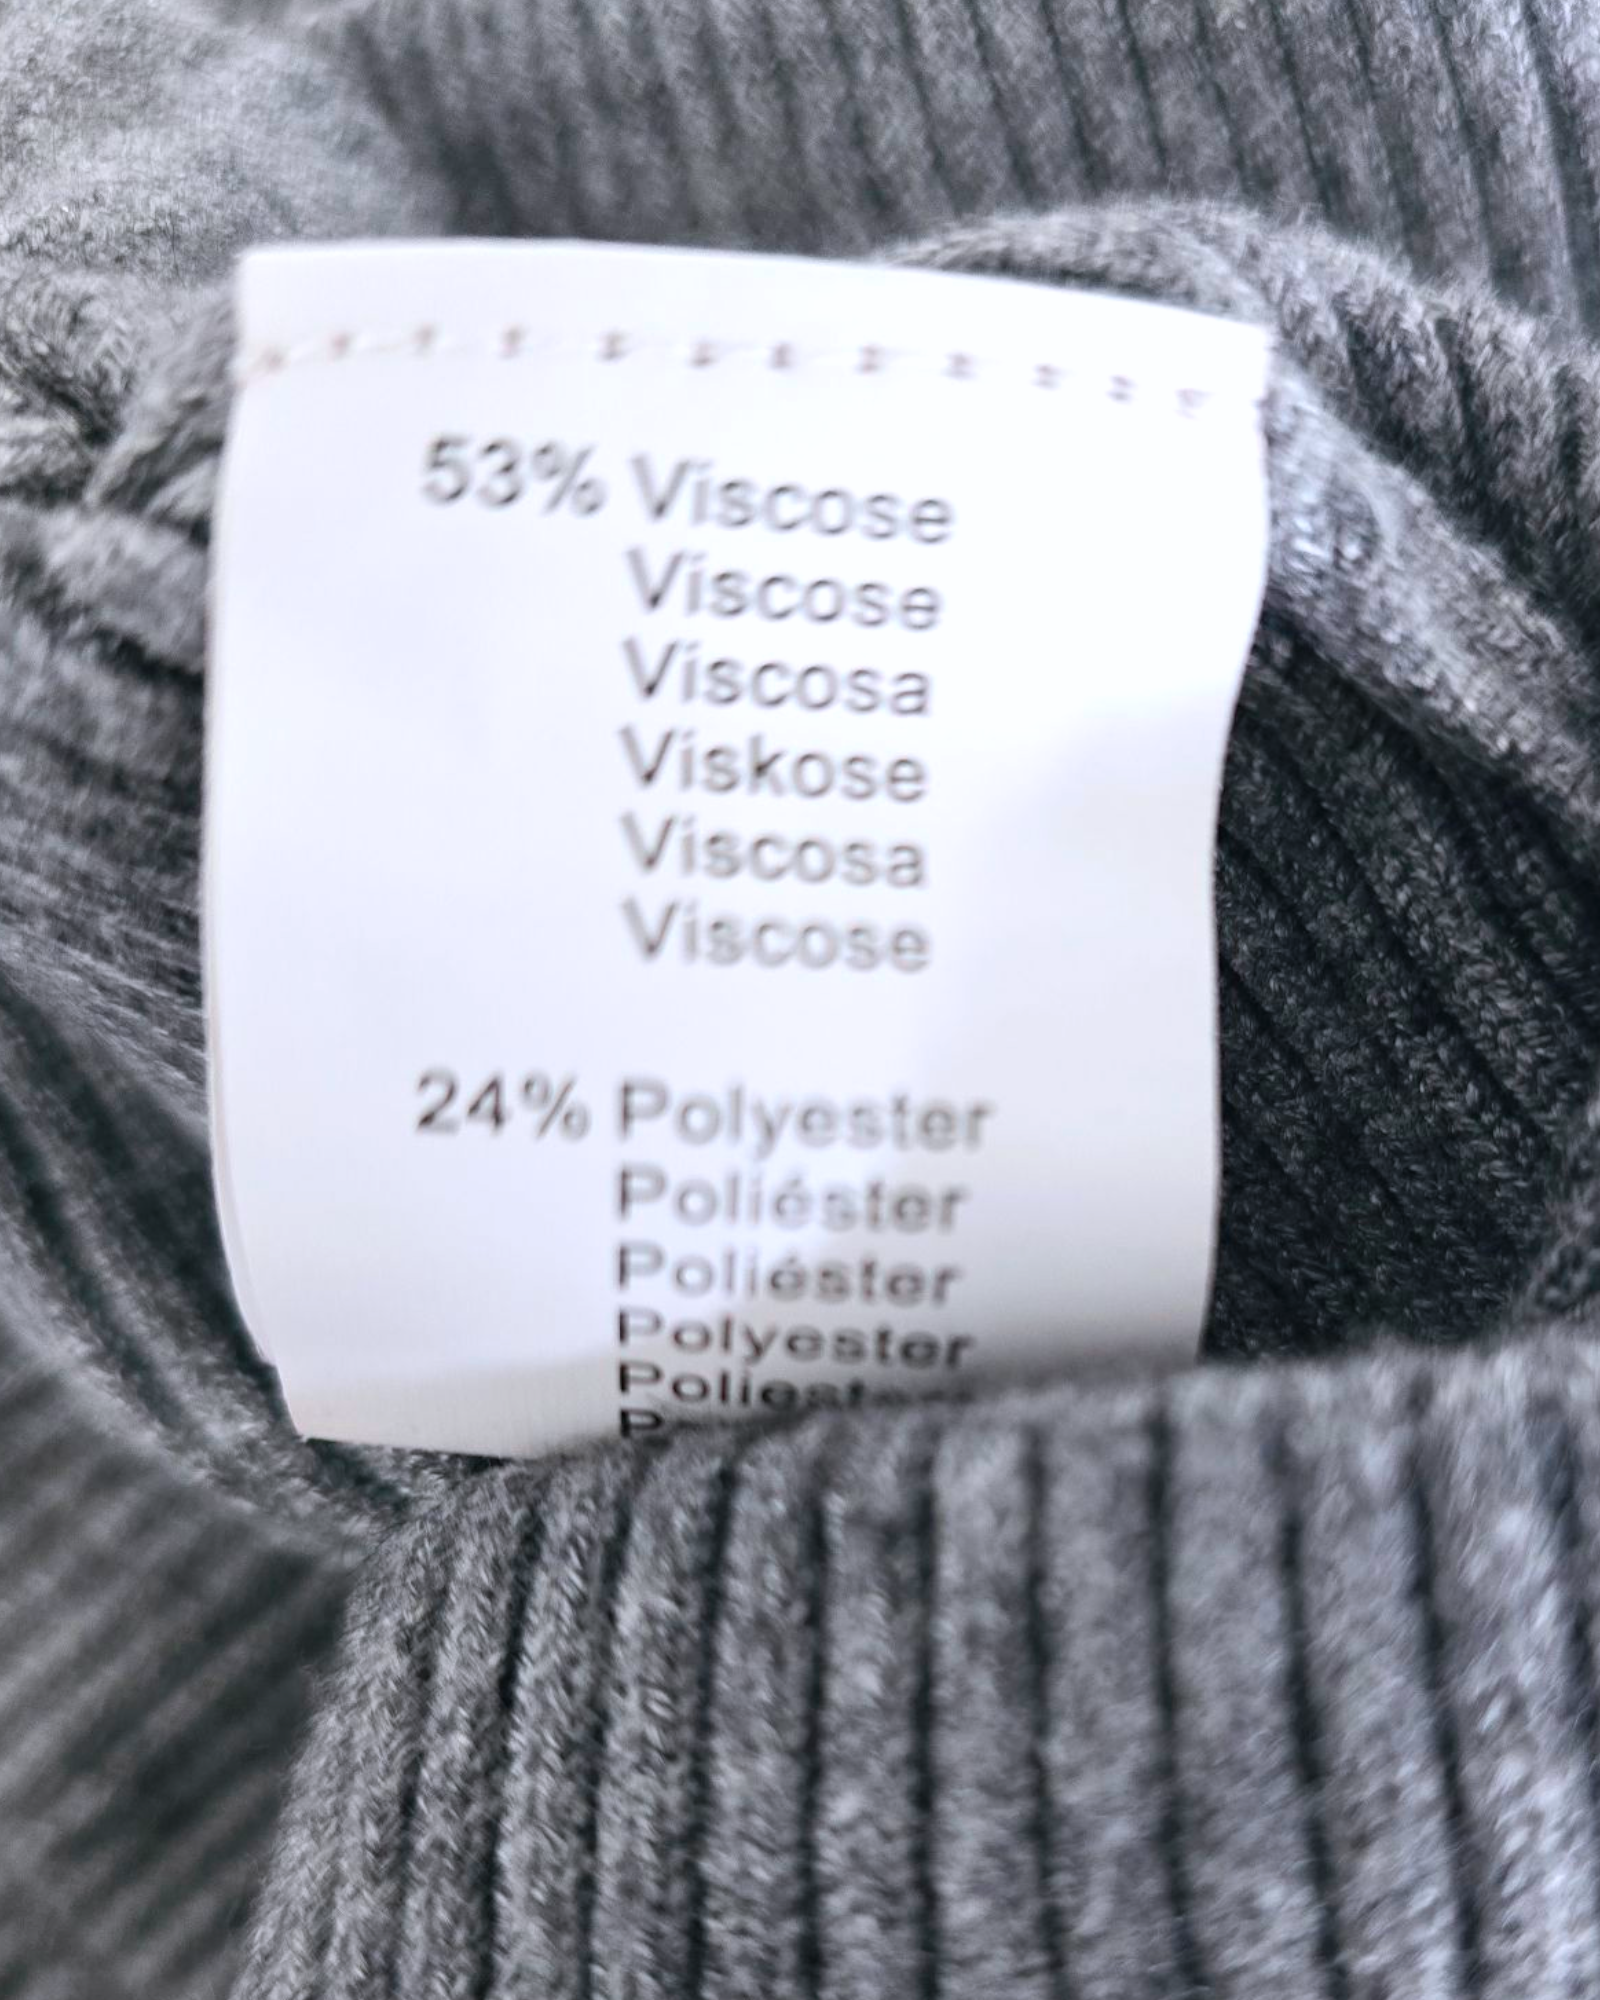 53% Viscose
Viscose
Viscosa
Viskose
Viscosa
Viscose
24% Polyester
Poliéster
Poliéster
Polyester